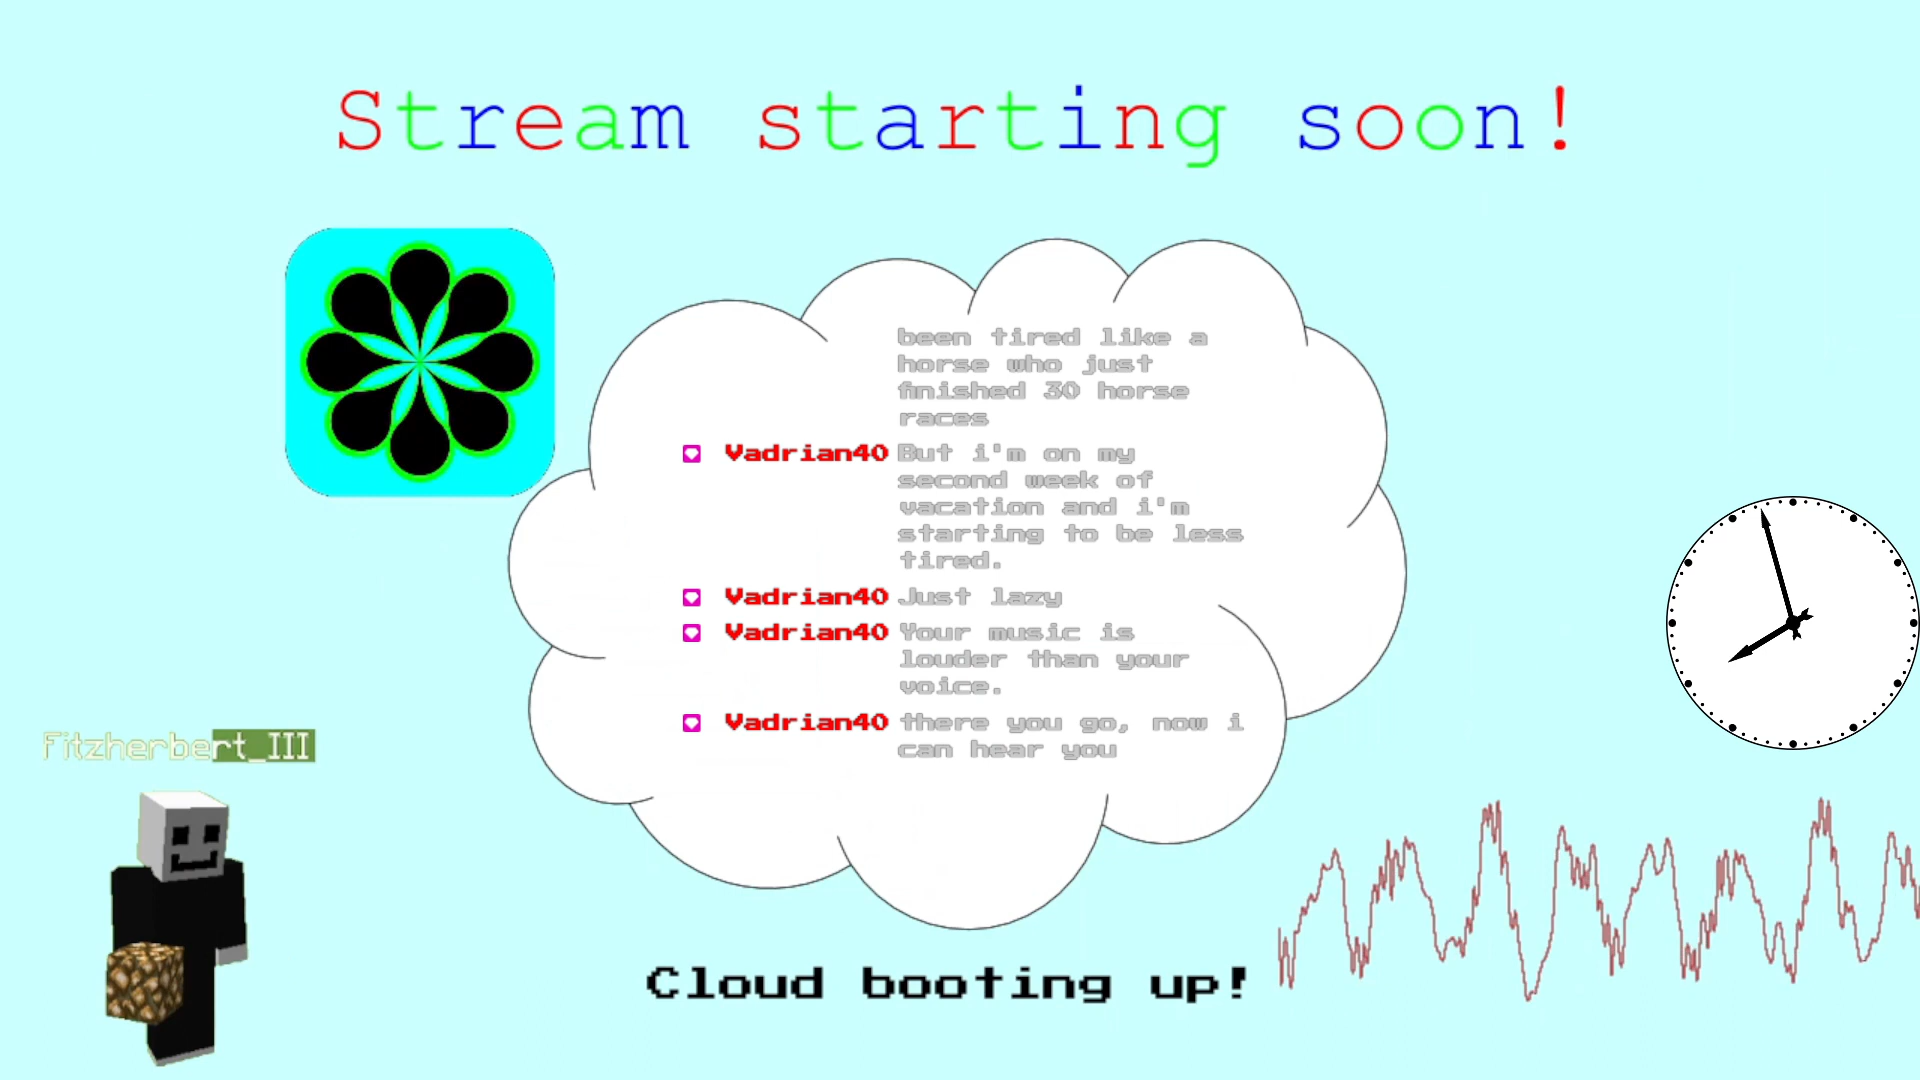 Stream starting soon!
been tired like a
horse who just
finished 30 horse
races
Vadrian40 But i'm on my
second week of
vacation and i'm
starting to be less
tired.
Vadrian40 Just lazy
Vadrian40 Your music is
louder than your
voice.
Vadrian40 there you go, now i
can hear you
Fitzherbert_III
Cloud booting up!